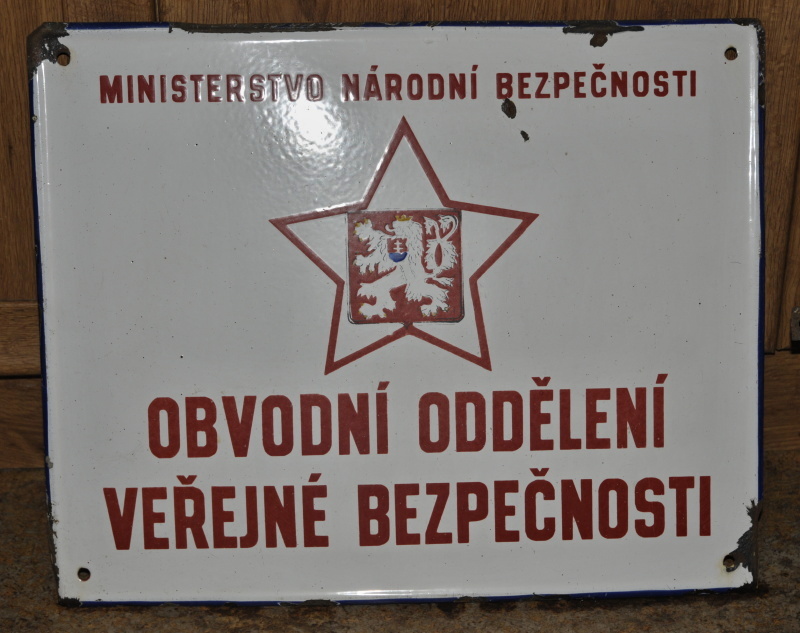 MINISTERSTVO NÁRODNÍ BEZPEČNOSTI
OBVODNÍ ODDĚLENÍ
VEŘEJNÉ BEZPEČNOSTI